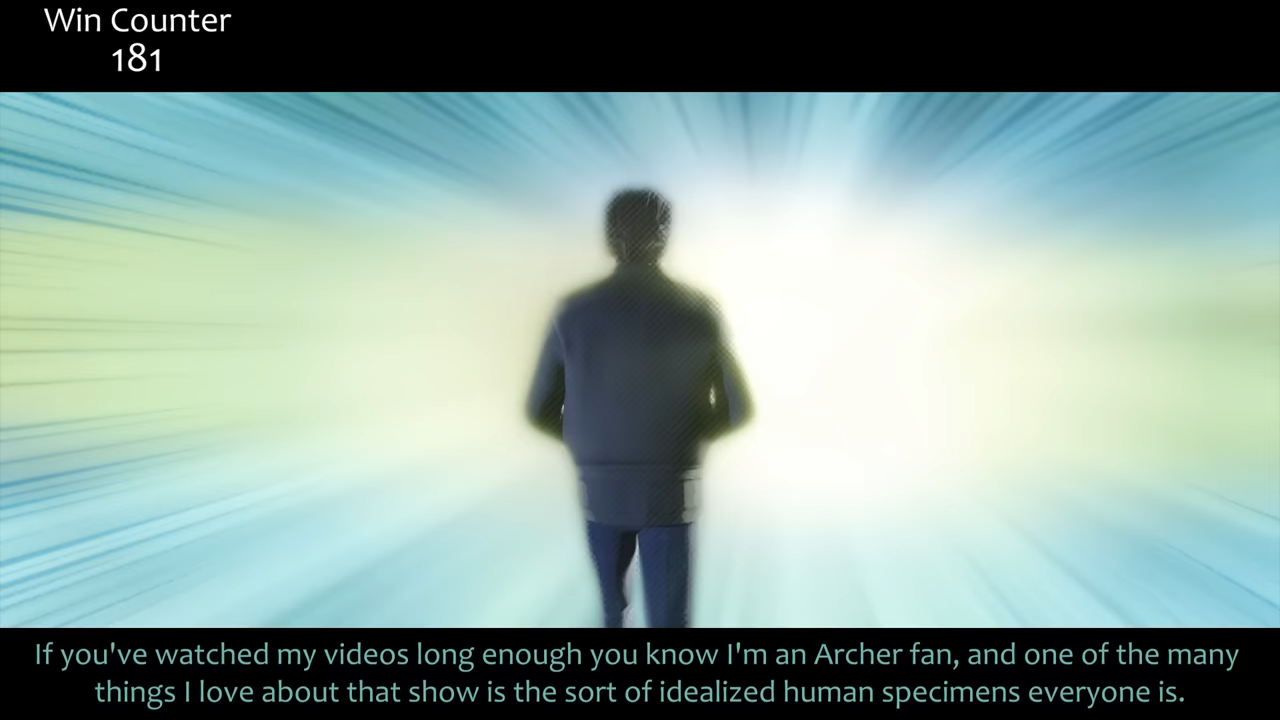 Win Counter
181
If you've watched my videos long enough you know I'm an Archer fan, and one of the many
things I love about that show is the sort of idealized human specimens everyone is.